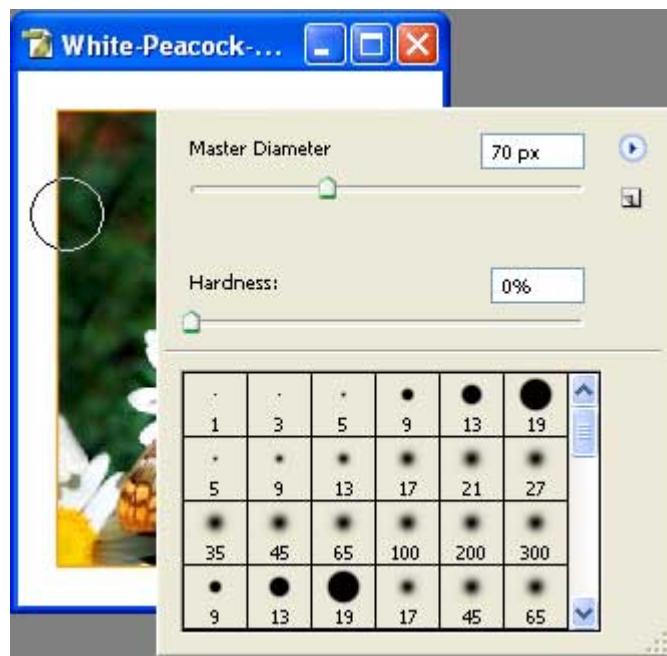 White-Peacock-...
Master Diameter 70 px
Hardness: 0%
1 3 5 9 13 19
5 9 13 17 21 27
35 45 65 100 200 300
9 13 19 17 45 65